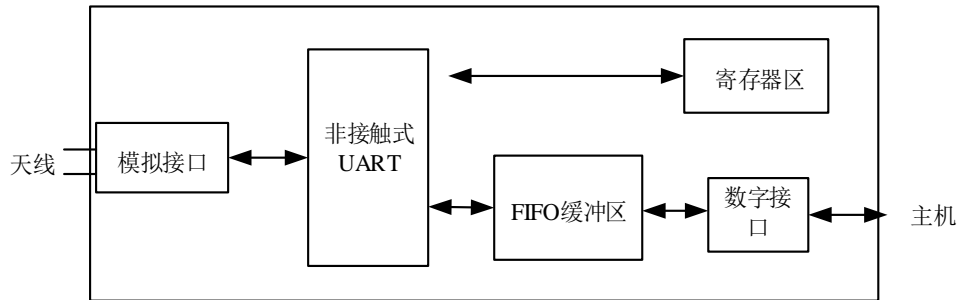 寄存器区
非接触式
UART
天线
模拟接口
FIFO缓冲区
数字接
口
主机